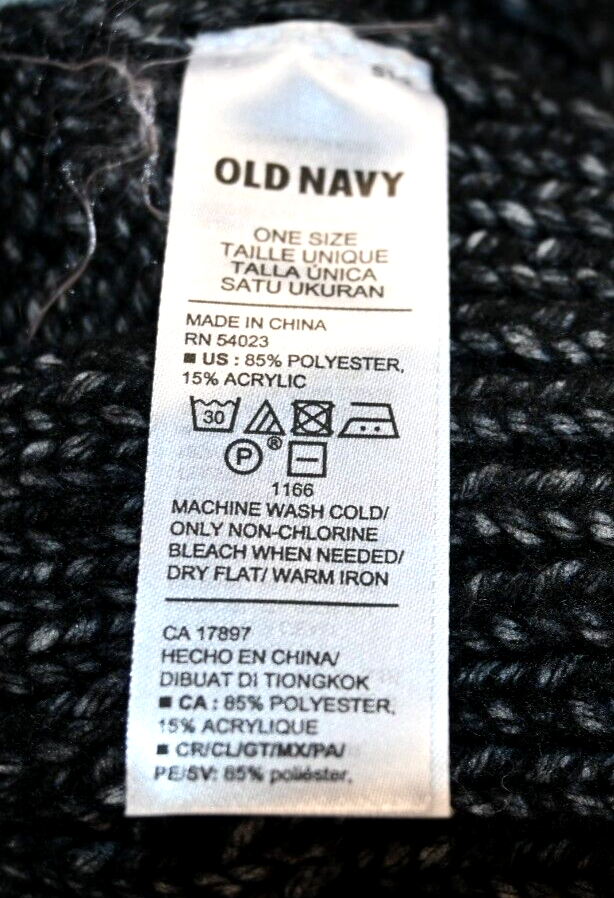 OLD NAVY
ONE SIZE
TAILLE UNIQUE
TALLA ÚNICA
SATU UKURAN
MADE IN CHINA
RN 54023
■ US : 85% POLYESTER,
15% ACRYLIC
30
P ®
1166
MACHINE WASH COLD/
ONLY NON-CHLORINE
BLEACH WHEN NEEDED/
DRY FLAT/ WARM IRON
CA 17897
HECHO EN CHINA/
DIBUAT DI TIONGKOK
■ CA : 85% POLYESTER,
15% ACRYLIQUE
■ CR/CL/GT/MX/PA/
PE/SV: 85% poliéster,